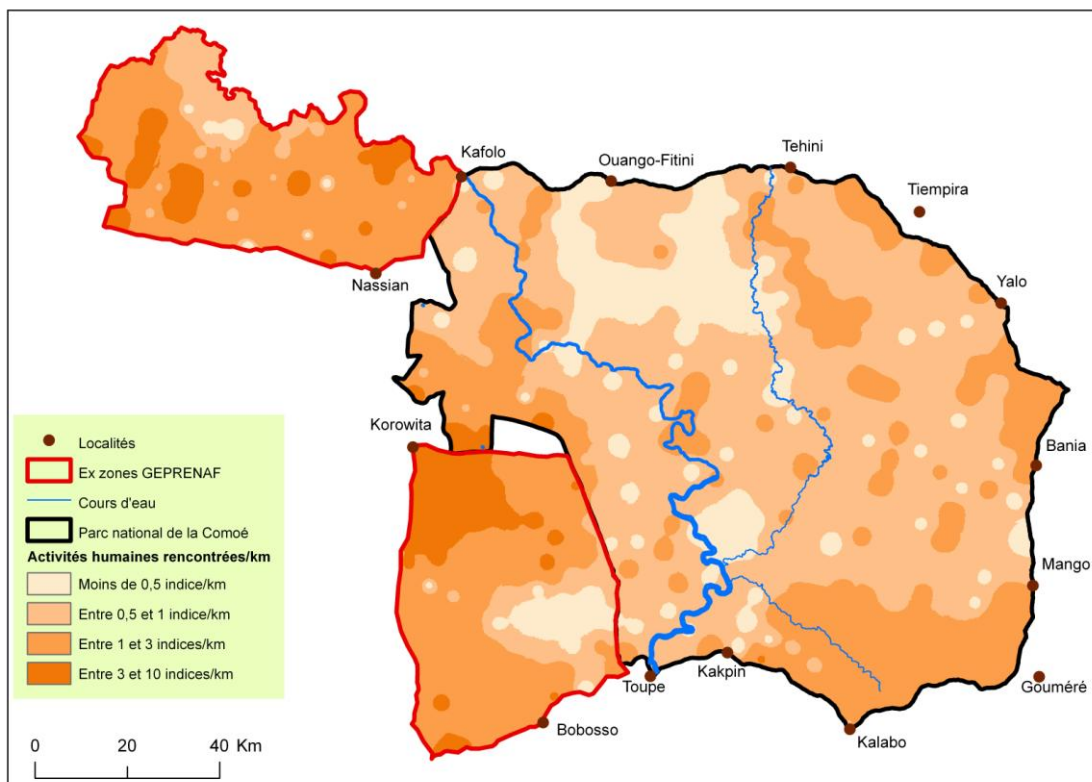 Kafolo
Ouango-Fitini
Tehini
Tiempira
Nassian
Yalo
Korowita
Bania
Mango
Toupe
Kakpin
Gouméré
Bobosso
Kalabo
Localités
Ex zones GEPRENAF
Cours d'eau
Parc national de la Comoé
Activités humaines rencontrées/km
Moins de 0,5 indice/km
Entre 0,5 et 1 indice/km
Entre 1 et 3 indices/km
Entre 3 et 10 indices/km
0 20 40 Km